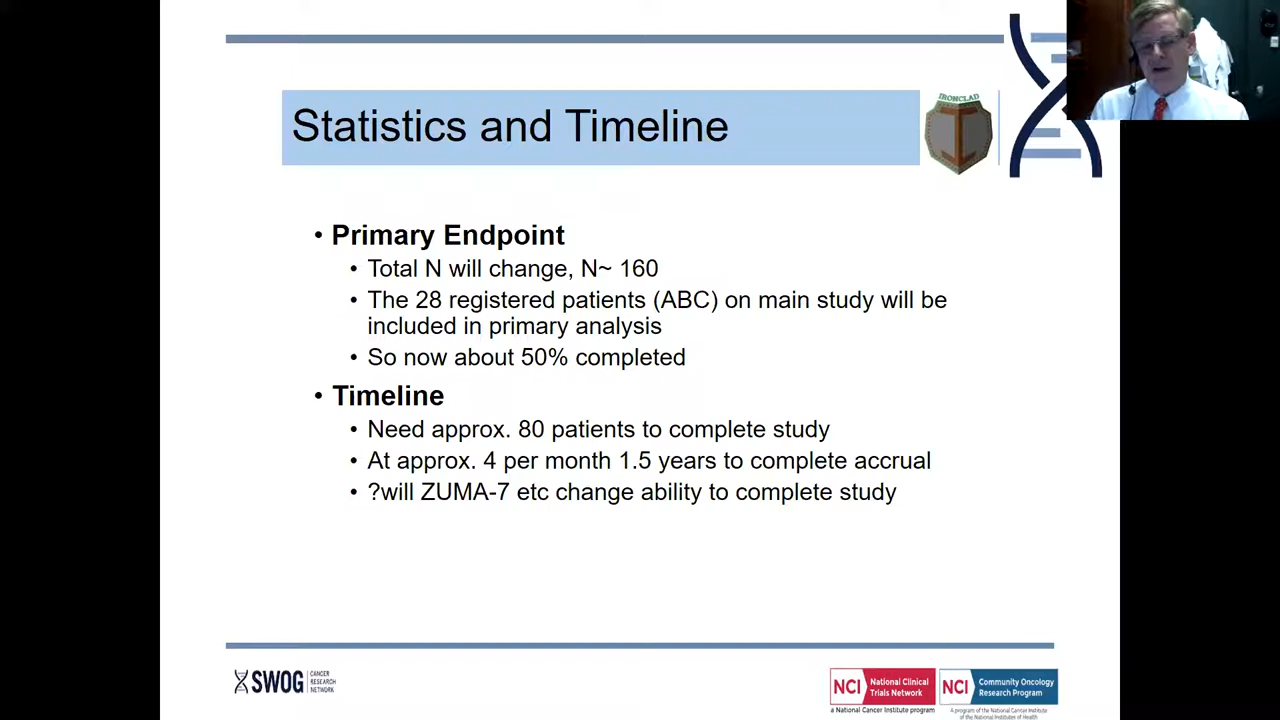 Statistics and Timeline
IRONCLAD
• Primary Endpoint
• Total N will change, N~ 160
• The 28 registered patients (ABC) on main study will be
included in primary analysis
• So now about 50% completed
• Timeline
• Need approx. 80 patients to complete study
• At approx. 4 per month 1.5 years to complete accrual
• ?will ZUMA-7 etc change ability to complete study
SWOG
CANCER
RESEARCH
NETWORK
NCI
National Clinical
Trials Network
a National Cancer Institute program
NCI
Community Oncology
Research Program
A program of the National Cancer Institute
of the National Institutes of Health